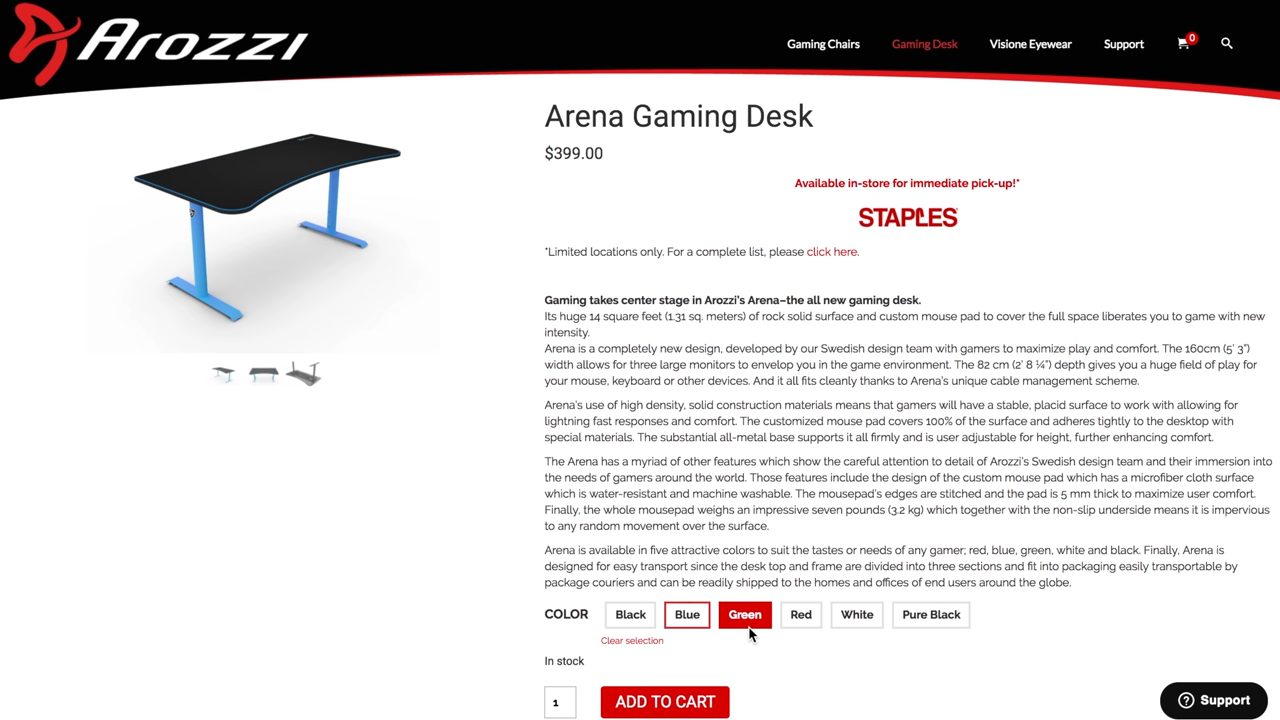 Arozzi
Gaming Chairs
Gaming Desk
Visione Eyewear
Support
0
Arena Gaming Desk
$399.00
Available in-store for immediate pick-up!*
STAPLES
*Limited locations only. For a complete list, please click here.
Gaming takes center stage in Arozzi's Arena–the all new gaming desk.
Its huge 14 square feet (1.31 sq. meters) of rock solid surface and custom mouse pad to cover the full space liberates you to game with new
intensity.
Arena is a completely new design, developed by our Swedish design team with gamers to maximize play and comfort. The 160cm (5' 3")
width allows for three large monitors to envelop you in the game environment. The 82 cm (2' 8 ¼") depth gives you a huge field of play for
your mouse, keyboard or other devices. And it all fits cleanly thanks to Arena's unique cable management scheme.
Arena's use of high density, solid construction materials means that gamers will have a stable, placid surface to work with allowing for
lightning fast responses and comfort. The customized mouse pad covers 100% of the surface and adheres tightly to the desktop with
special materials. The substantial all-metal base supports it all firmly and is user adjustable for height, further enhancing comfort.
The Arena has a myriad of other features which show the careful attention to detail of Arozzi's Swedish design team and their immersion into
the needs of gamers around the world. Those features include the design of the custom mouse pad which has a microfiber cloth surface
which is water-resistant and machine washable. The mousepad's edges are stitched and the pad is 5 mm thick to maximize user comfort.
Finally, the whole mousepad weighs an impressive seven pounds (3.2 kg) which together with the non-slip underside means it is impervious
to any random movement over the surface.
Arena is available in five attractive colors to suit the tastes or needs of any gamer; red, blue, green, white and black. Finally, Arena is
designed for easy transport since the desk top and frame are divided into three sections and fit into packaging easily transportable by
package couriers and can be readily shipped to the homes and offices of end users around the globe.
COLOR Black Blue Green Red White Pure Black
Clear selection
In stock
1 ADD TO CART
Support